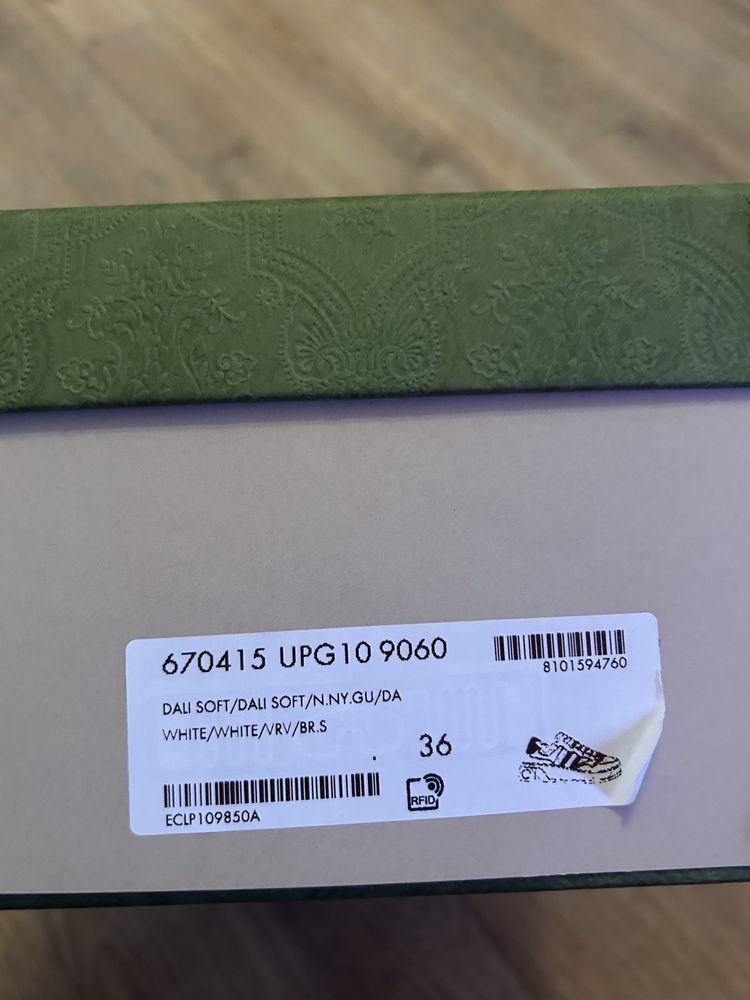 670415 UPG10 9060
8101594760
DALI SOFT/DALI SOFT/N.NY.GU/DA
WHITE/WHITE/VRV/BR.S
36
RFID
ECLP109850A